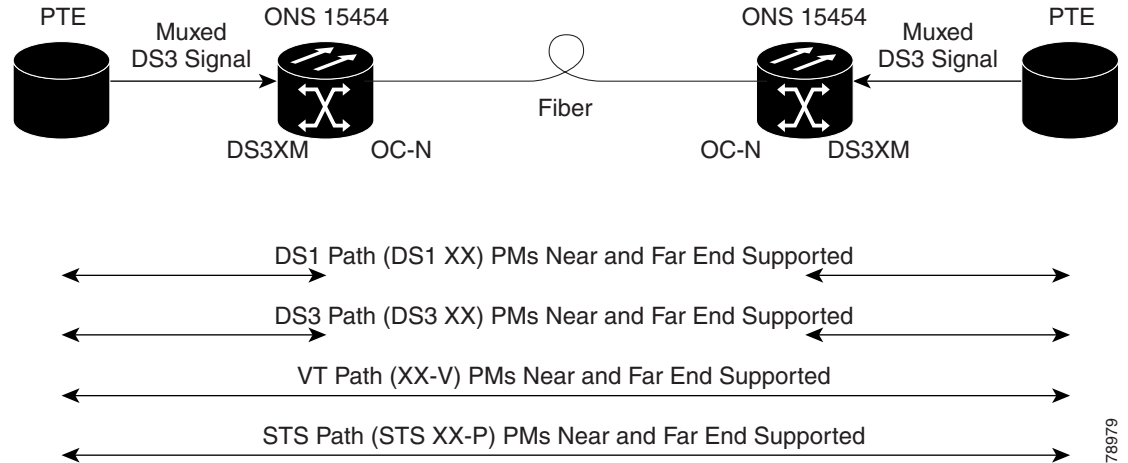 PTE
ONS 15454
ONS 15454
PTE
Muxed
DS3 Signal
Muxed
DS3 Signal
Fiber
DS3XM
OC-N
OC-N
DS3XM
DS1 Path (DS1 XX) PMs Near and Far End Supported
DS3 Path (DS3 XX) PMs Near and Far End Supported
VT Path (XX-V) PMs Near and Far End Supported
STS Path (STS XX-P) PMs Near and Far End Supported
78979